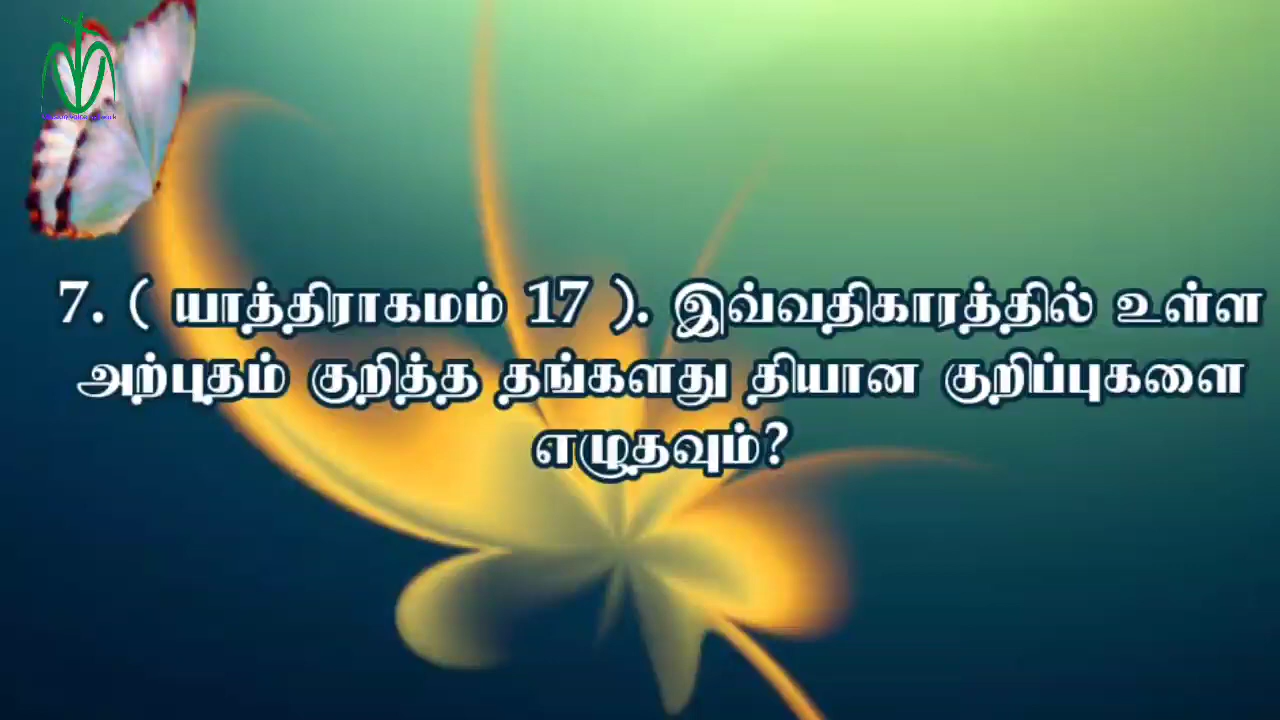 7. ( யாத்திராகமம் 17 ). இவ்வதிகாரத்தில் உள்ள
அற்புதம் குறித்த தங்களது தியான குறிப்புகளை
எழுதவும்?